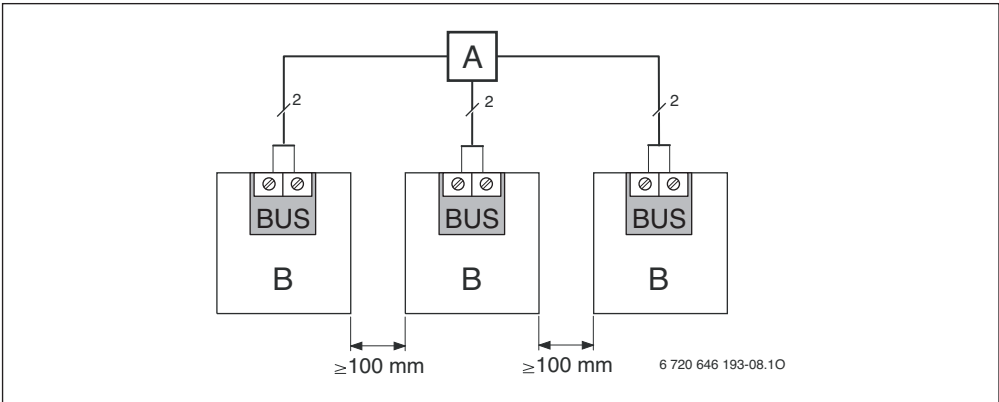 A
2 2 2
BUS BUS BUS
B B B
≥100 mm ≥100 mm
6 720 646 193-08.1O